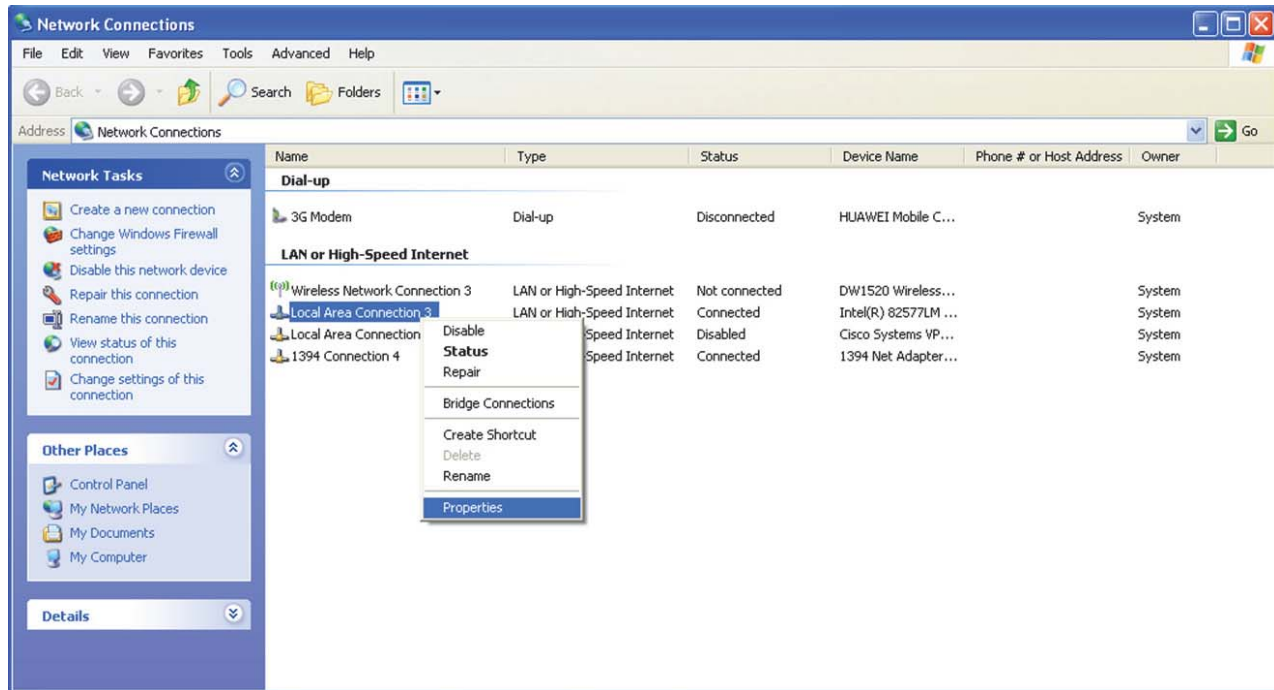 Network Connections
File Edit View Favorites Tools Advanced Help
Back Search Folders
Address Network Connections Go
Network Tasks
Create a new connection
Change Windows Firewall
settings
Disable this network device
Repair this connection
Rename this connection
View status of this
connection
Change settings of this
connection
Other Places
Control Panel
My Network Places
My Documents
My Computer
Details
Name Type Status Device Name Phone # or Host Address Owner
Dial-up
3G Modem Dial-up Disconnected HUAWEI Mobile C... System
LAN or High-Speed Internet
Wireless Network Connection 3 LAN or High-Speed Internet Not connected DW1520 Wireless... System
Local Area Connection 3 LAN or High-Speed Internet Connected Intel(R) 82577LM ... System
Local Area Connection -Speed Internet Disabled Cisco Systems VP... System
1394 Connection 4 -Speed Internet Connected 1394 Net Adapter... System
Disable
Status
Repair
Bridge Connections
Create Shortcut
Delete
Rename
Properties